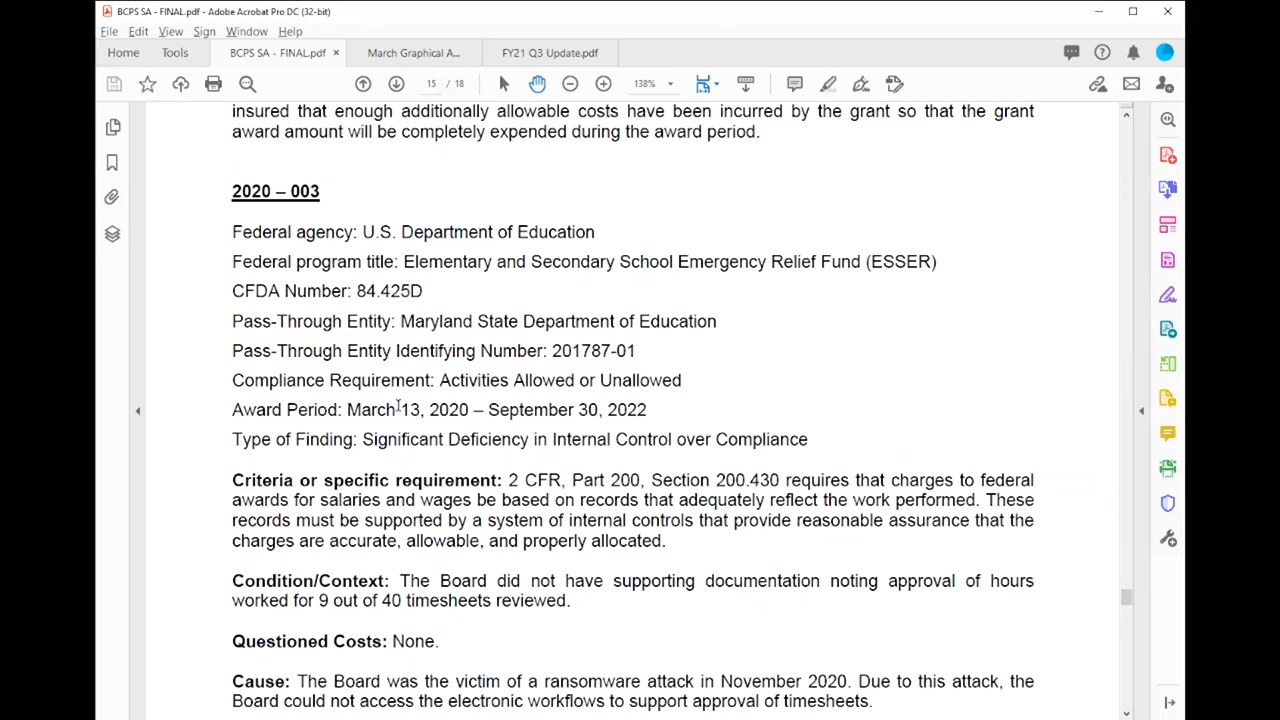 BCPS SA - FINAL.pdf - Adobe Acrobat Pro DC (32-bit)
File Edit View Sign Window Help
Home Tools BCPS SA - FINAL.pdf × March Graphical A... FY21 Q3 Update.pdf
15 / 18 138%
insured that enough additionally allowable costs have been incurred by the grant so that the grant
award amount will be completely expended during the award period.
2020 – 003
Federal agency: U.S. Department of Education
Federal program title: Elementary and Secondary School Emergency Relief Fund (ESSER)
CFDA Number: 84.425D
Pass-Through Entity: Maryland State Department of Education
Pass-Through Entity Identifying Number: 201787-01
Compliance Requirement: Activities Allowed or Unallowed
Award Period: March 13, 2020 – September 30, 2022
Type of Finding: Significant Deficiency in Internal Control over Compliance
Criteria or specific requirement: 2 CFR, Part 200, Section 200.430 requires that charges to federal
awards for salaries and wages be based on records that adequately reflect the work performed. These
records must be supported by a system of internal controls that provide reasonable assurance that the
charges are accurate, allowable, and properly allocated.
Condition/Context: The Board did not have supporting documentation noting approval of hours
worked for 9 out of 40 timesheets reviewed.
Questioned Costs: None.
Cause: The Board was the victim of a ransomware attack in November 2020. Due to this attack, the
Board could not access the electronic workflows to support approval of timesheets.